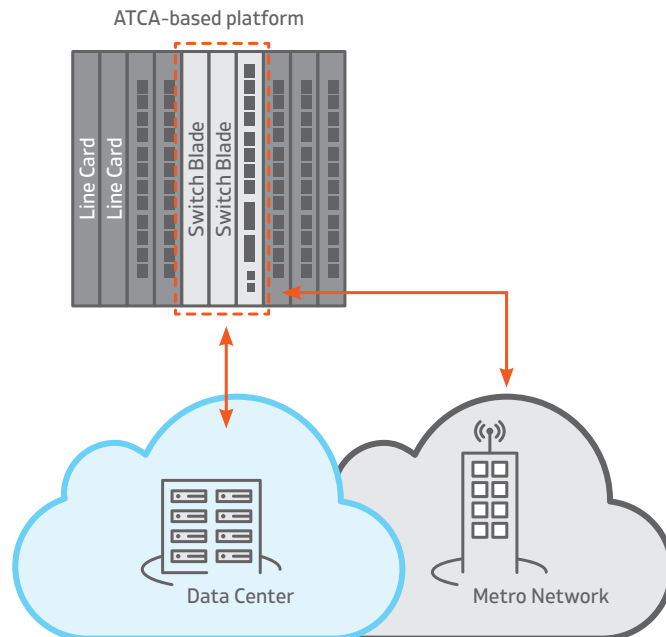 ATCA-based platform
Line Card
Line Card
Switch Blade
Switch Blade
Data Center
Metro Network